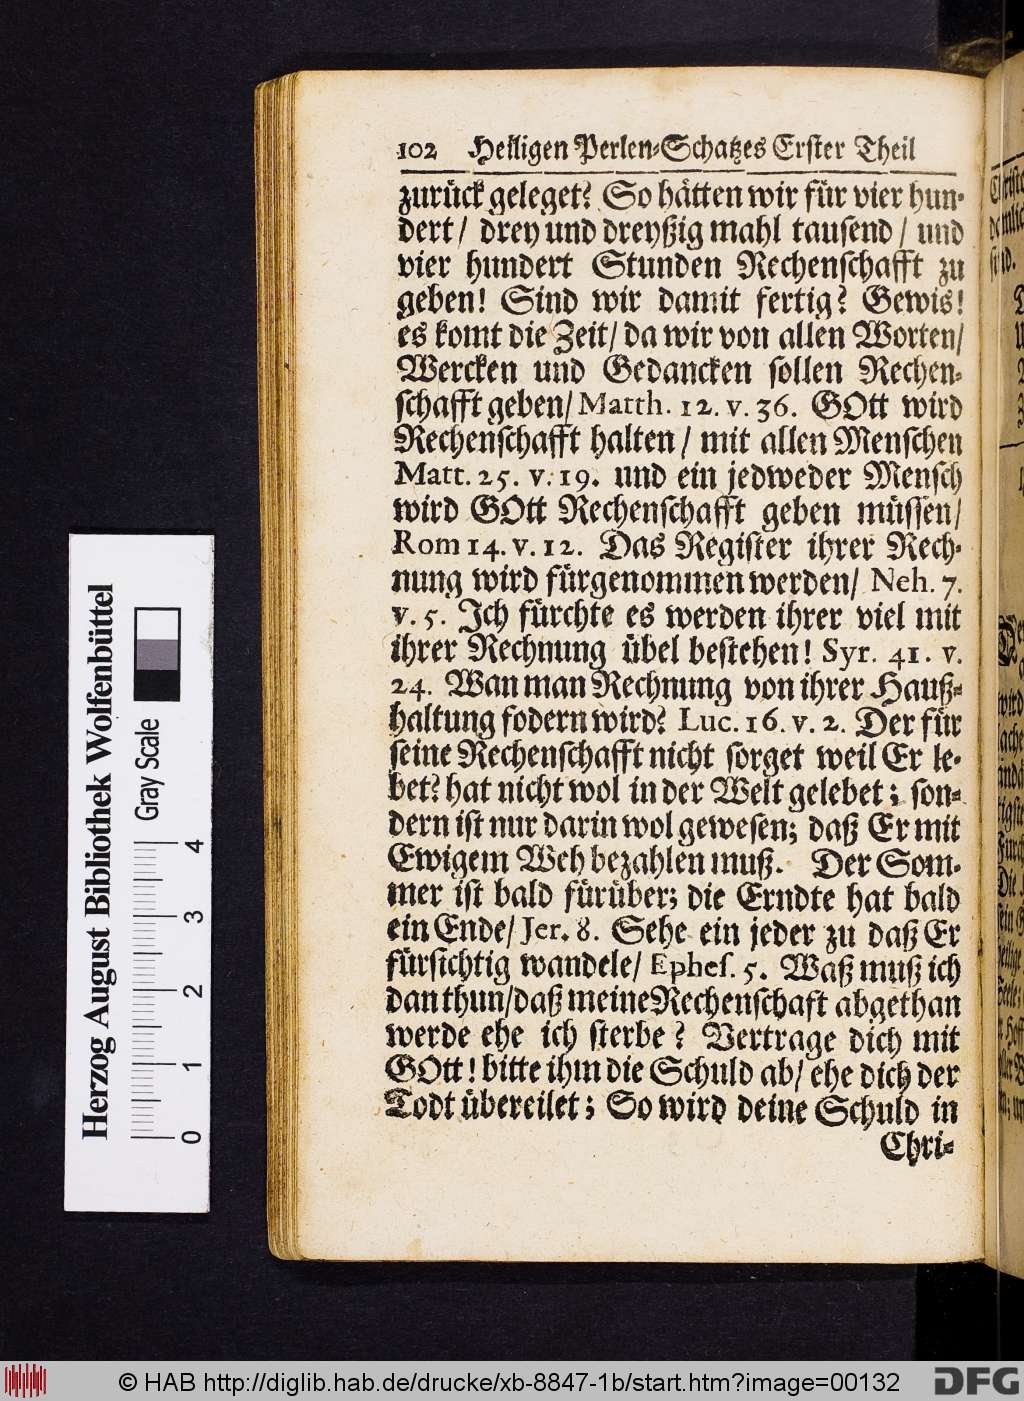 102 Heiligen Perlen-Schatzes Erster Theil
zurück geleget? So hätten wir für vier hun-
dert/ drey und dreyßig mahl tausend/ und
vier hundert Stunden Rechenschafft zu
geben! Sind wir damit fertig? Gewis!
es komt die Zeit/ da wir von allen Worten/
Wercken und Gedancken sollen Rechen-
schafft geben/ Matth. 12. v. 36. GOtt wird
Rechenschafft halten/ mit allen Menschen
Matt. 25. v. 19. und ein jedweder Mensch
wird GOtt Rechenschafft geben müssen/
Rom 14. v. 12. Das Register ihrer Rech-
nung wird fürgenommen werden/ Neh. 7.
v. 5. Ich fürchte es werden ihrer viel mit
ihrer Rechnung übel bestehen! Syr. 41. v.
24. Wan man Rechnung von ihrer Hauß-
haltung fodern wird? Luc. 16. v. 2. Der für
seine Rechenschafft nicht sorget weil Er le-
bet? hat nicht wol in der Welt gelebet; son-
dern ist nur darin wol gewesen; daß Er mit
Ewigem Weh bezahlen muß. Der Som-
mer ist bald fürüber; die Erndte hat bald
ein Ende/ Jer. 8. Sehe ein jeder zu daß Er
fürsichtig wandele/ Ephes. 5. Waß muß ich
dan thun/ daß meine Rechenschaft abgethan
werde ehe ich sterbe? Vertrage dich mit
GOtt! bitte ihm die Schuld ab/ ehe dich der
Todt übereilet; So wird deine Schuld in
Chri-
Herzog August Bibliothek Wolfenbüttel
Gray Scale
0 1 2 3 4
© HAB http://diglib.hab.de/drucke/xb-8847-1b/start.htm?image=00132
DFG